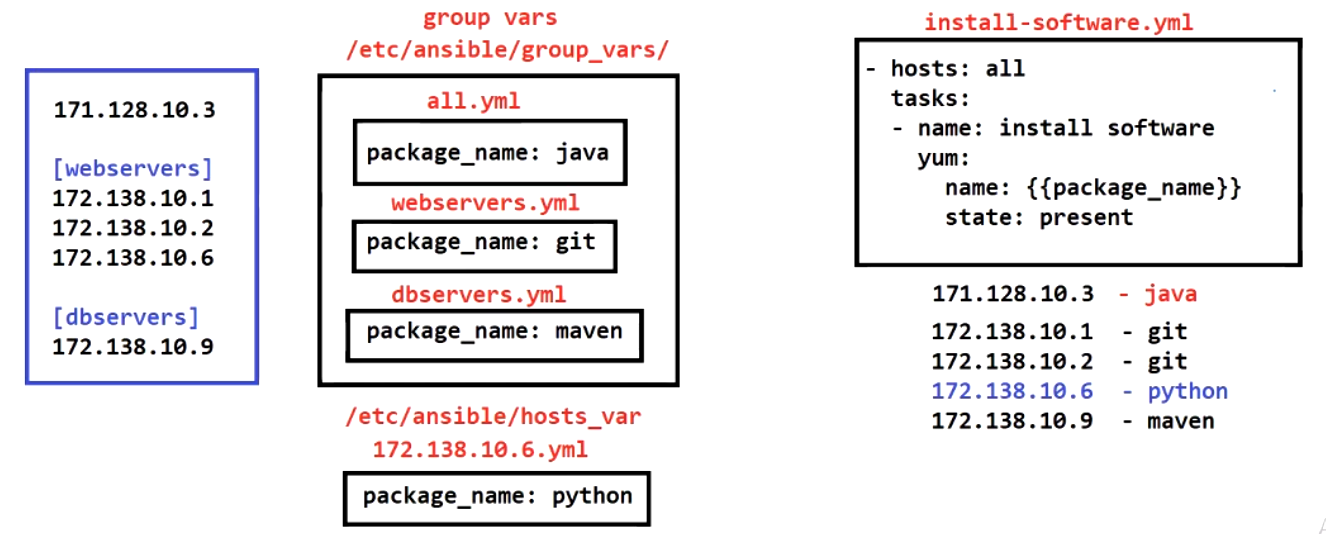 171.128.10.3
[webservers]
172.138.10.1
172.138.10.2
172.138.10.6
[dbservers]
172.138.10.9
group vars
/etc/ansible/group_vars/
all.yml
package_name: java
webservers.yml
package_name: git
dbservers.yml
package_name: maven
/etc/ansible/hosts_var
172.138.10.6.yml
package_name: python
install-software.yml
- hosts: all
tasks:
- name: install software
yum:
name: {{package_name}}
state: present
171.128.10.3 - java
172.138.10.1 - git
172.138.10.2 - git
172.138.10.6 - python
172.138.10.9 - maven